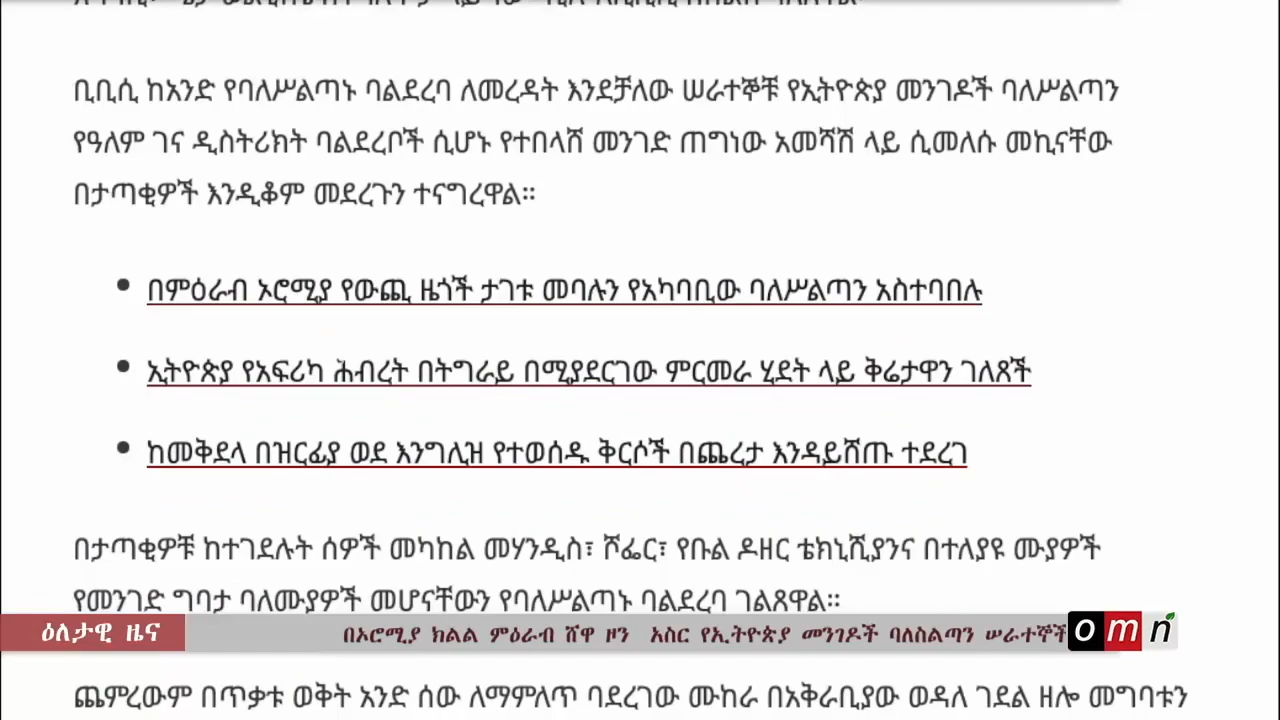 ቢቢሲ ከአንድ የባለሥልጣኑ ባልደረባ ለመረዳት እንደቻለው ሠራተኞቹ የኢትዮጵያ መንገዶች ባለሥልጣን
የዓለም ገና ዲስትሪክት ባልደረቦች ሲሆኑ የተበላሸ መንገድ ጠግነው አመሻሽ ላይ ሲመለሱ መኪናቸው
በታጣቂዎች እንዲቆም መደረጉን ተናግረዋል።
• በምዕራብ ኦሮሚያ የውጪ ዜጎች ታገቱ መባሉን የአካባቢው ባለሥልጣን አስተባበሉ
• ኢትዮጵያ የአፍሪካ ሕብረት በትግራይ በሚያደርገው ምርመራ ሂደት ላይ ቅሬታዋን ገለጸች
• ከመቅደላ በዝርፊያ ወደ እንግሊዝ የተወሰዱ ቅርሶች በጨረታ እንዳይሸጡ ተደረገ
በታጣቂዎቹ ከተገደሉት ሰዎች መካከል መሃንዲስ፣ ሾፌር፣ የቡል ዶዘር ቴክኒሺያንና በተለያዩ ሙያዎች
የመንገድ ግባታ ባለሙያዎች መሆናቸውን የባለሥልጣኑ ባልደረባ ገልጸዋል።
ዕለታዊ ዜና
በኦሮሚያ ክልል ምዕራብ ሸዋ ዞን አስር የኢትዮጵያ መንገዶች ባለስልጣን ሠራተኞች
omn
ጨምረውም በጥቃቱ ወቅት አንድ ሰው ለማምለጥ ባደረገው ሙከራ በአቅራቢያው ወዳለ ገደል ዘሎ መግባቱን